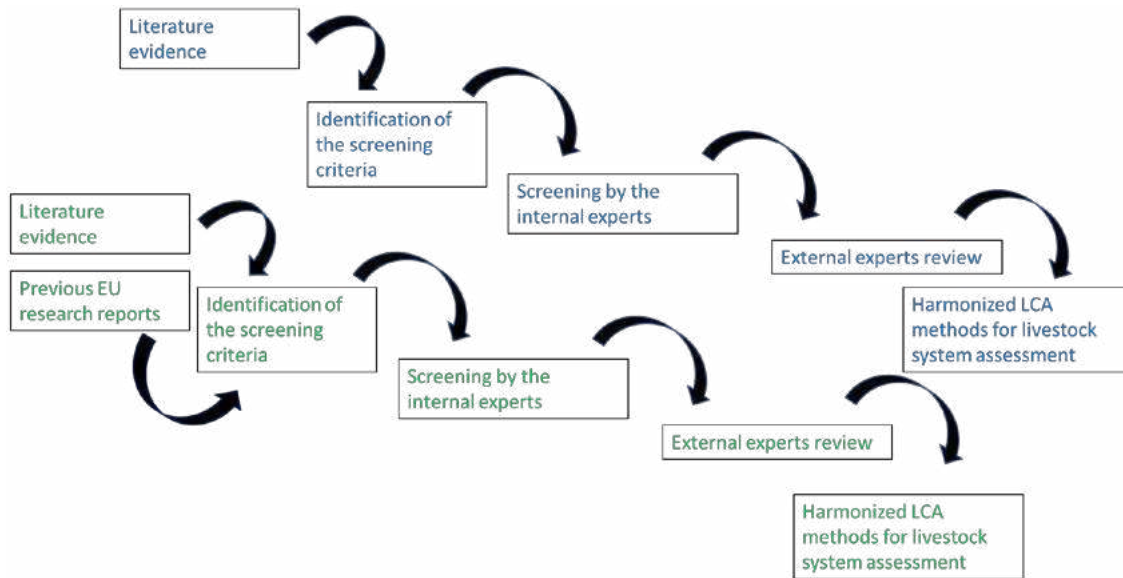 Literature
evidence
Identification of
the screening
criteria
Screening by the
internal experts
External experts review
Harmonized LCA
methods for livestock
system assessment
Literature
evidence
Previous EU
research reports
Identification of
the screening
criteria
Screening by the
internal experts
External experts review
Harmonized LCA
methods for livestock
system assessment